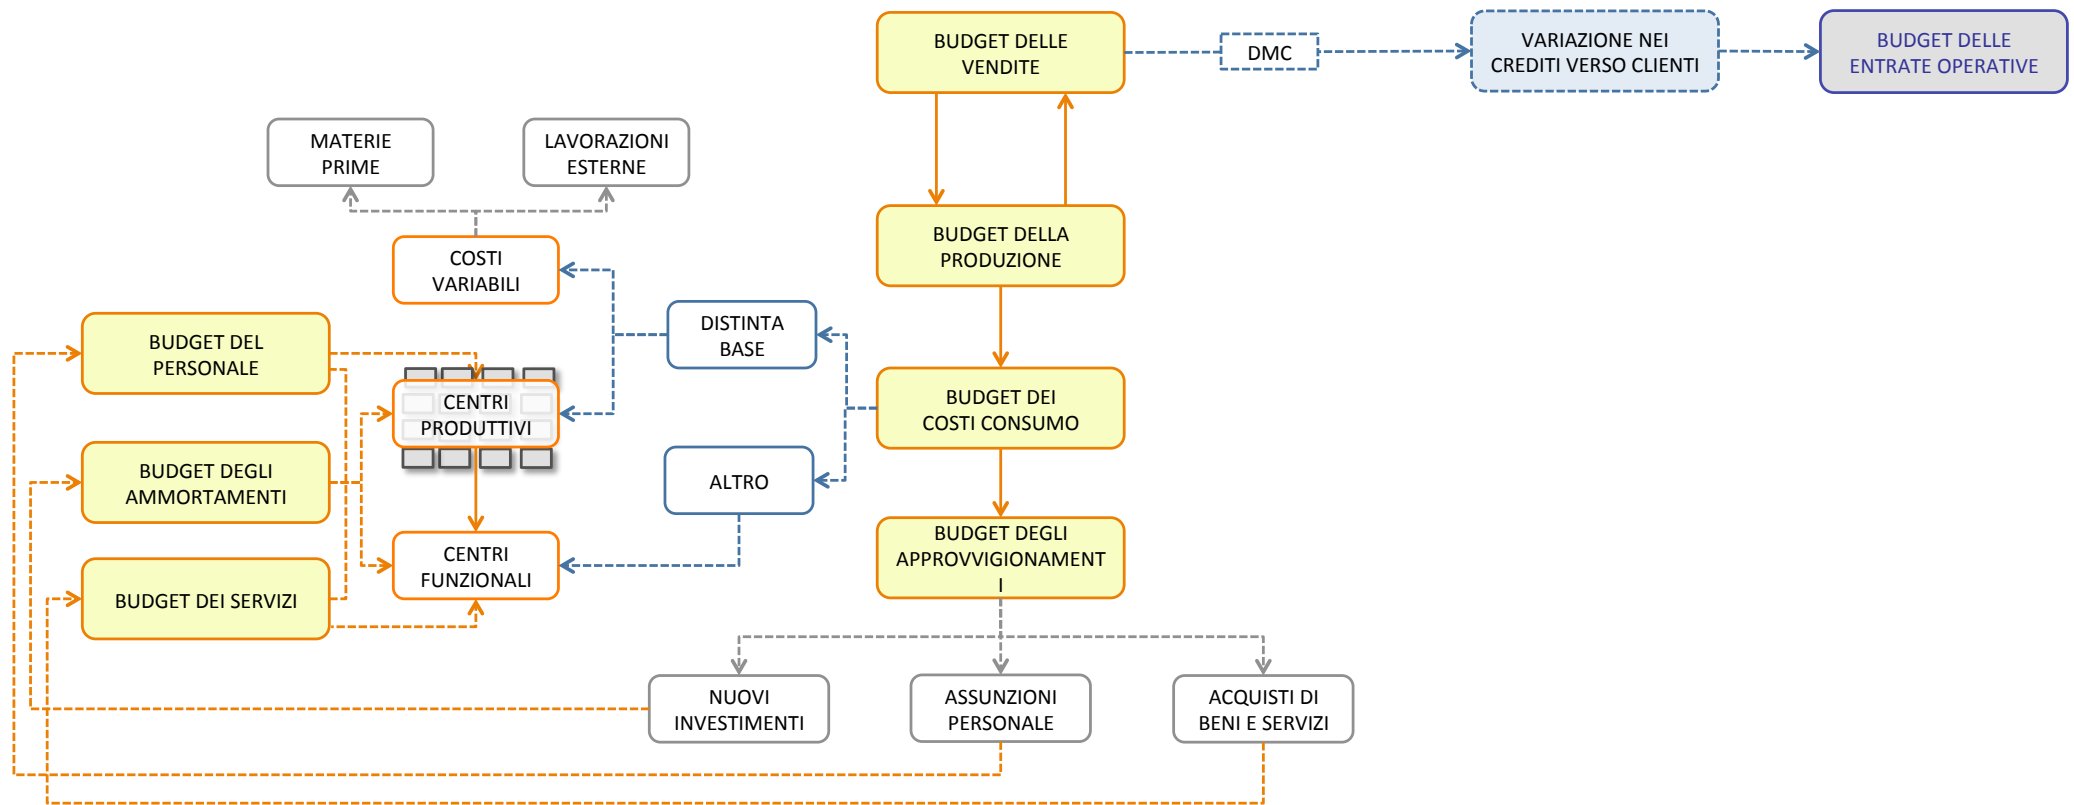 BUDGET DELLE
VENDITE
DMC
VARIAZIONE NEI
CREDITI VERSO CLIENTI
BUDGET DELLE
ENTRATE OPERATIVE
MATERIE
PRIME
LAVORAZIONI
ESTERNE
BUDGET DELLA
PRODUZIONE
COSTI
VARIABILI
DISTINTA
BASE
BUDGET DEL
PERSONALE
CENTRI
PRODUTTIVI
BUDGET DEI
COSTI CONSUMO
BUDGET DEGLI
AMMORTAMENTI
ALTRO
CENTRI
FUNZIONALI
BUDGET DEGLI
APPROVVIGIONAMENT
I
BUDGET DEI SERVIZI
NUOVI
INVESTIMENTI
ASSUNZIONI
PERSONALE
ACQUISTI DI
BENI E SERVIZI